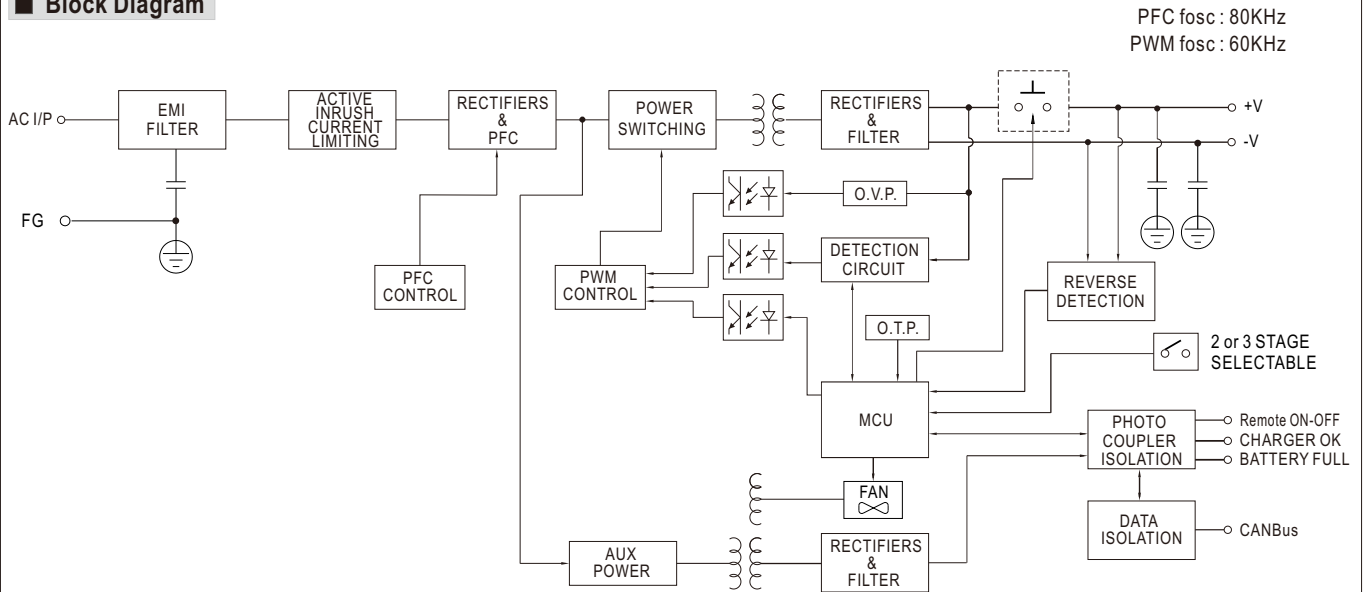 ■ Block Diagram
PFC fosc : 80KHz
PWM fosc : 60KHz
AC I/P
EMI
FILTER
ACTIVE
INRUSH
CURRENT
LIMITING
RECTIFIERS
&
PFC
POWER
SWITCHING
RECTIFIERS
&
FILTER
+V
-V
FG
O.V.P.
PFC
CONTROL
PWM
CONTROL
DETECTION
CIRCUIT
REVERSE
DETECTION
O.T.P.
2 or 3 STAGE
SELECTABLE
MCU
PHOTO
COUPLER
ISOLATION
Remote ON-OFF
CHARGER OK
BATTERY FULL
FAN
DATA
ISOLATION
CANBus
AUX
POWER
RECTIFIERS
&
FILTER